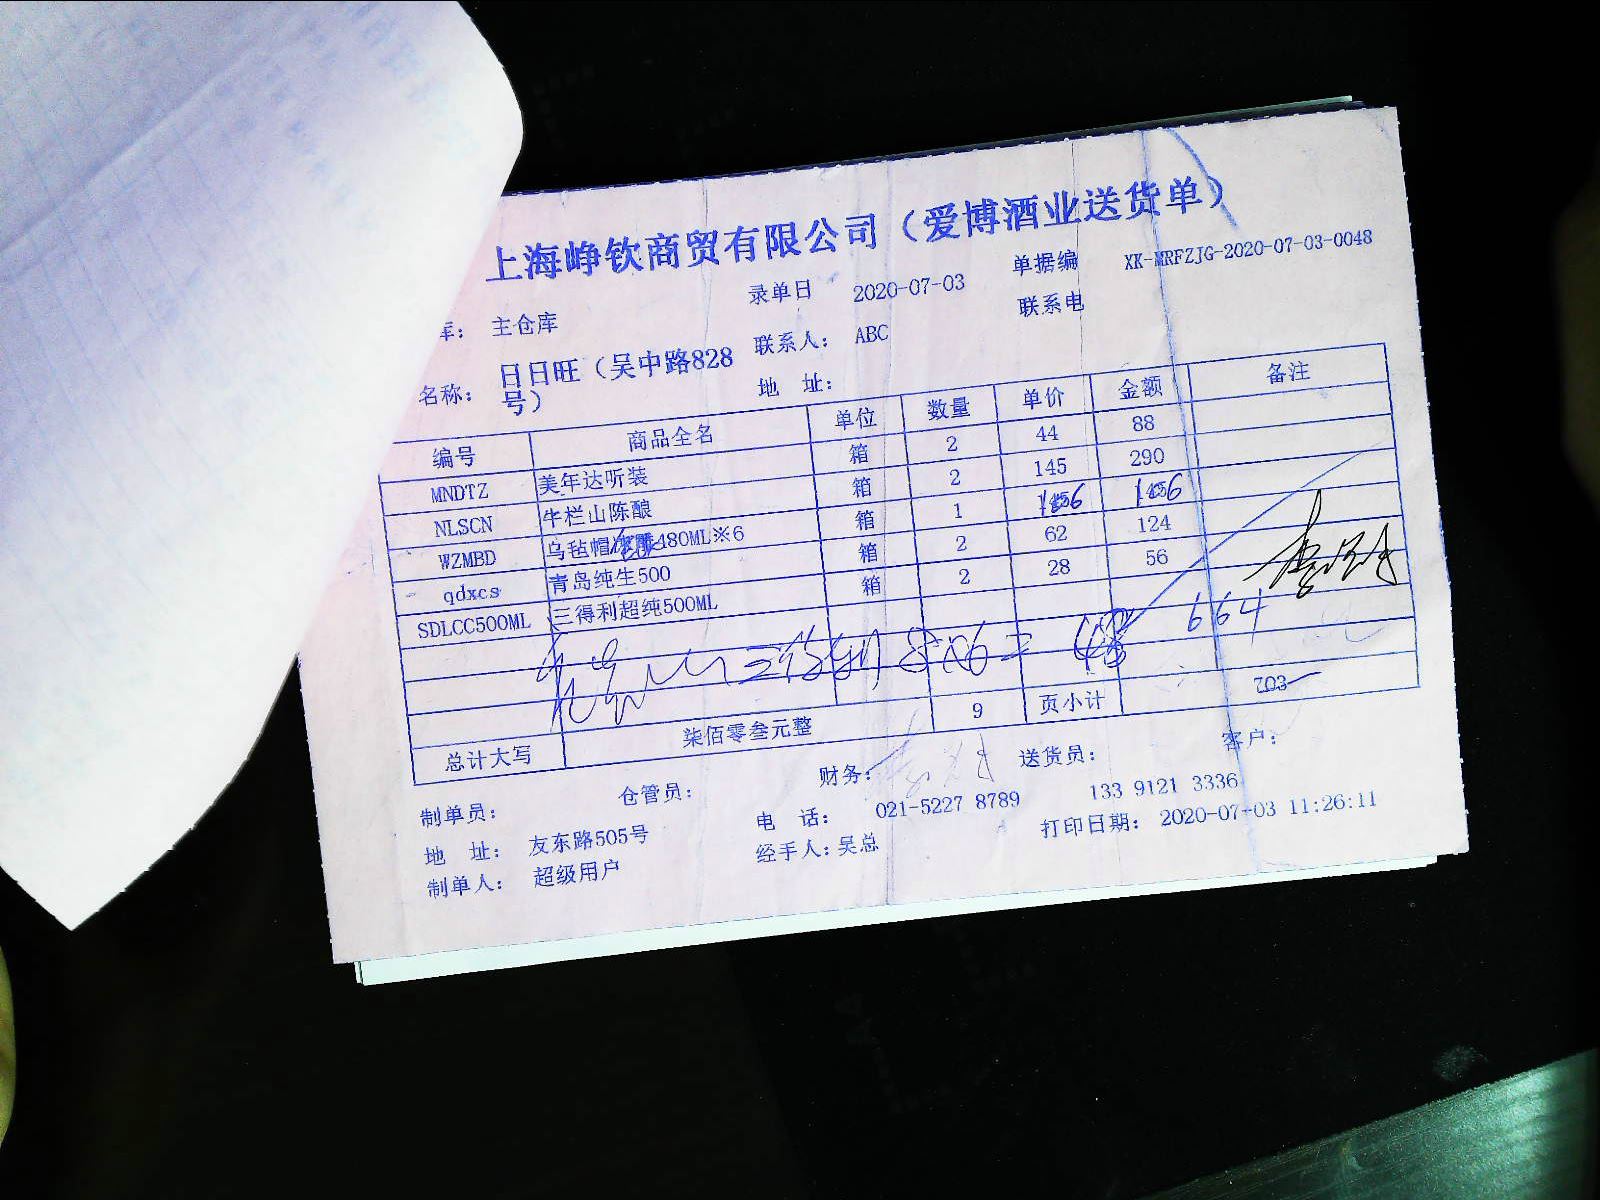 上海峥钦商贸有限公司（爱博酒业送货单）
库： 主仓库 录单日 2020-07-03 单据编 XK-MRFZJG-2020-07-03-0048
名称： 日日旺（吴中路828号） 联系人： ABC 联系电
地 址：
编号 商品全名 单位 数量 单价 金额 备注
MNDTZ 美年达听装 箱 2 44 88
NLSCN 牛栏山陈酿 箱 2 145 290
WZMBD 乌毡帽 480ML※6 箱 1
qdxcs 青岛纯生500 箱 2 62 124
SDLCC500ML 三得利超纯500ML 箱 2 28 56
664
总计大写 柒佰零叁元整 9 页小计 703
制单员： 仓管员： 财务： 送货员： 客户：
地 址： 友东路505号 电 话： 021-5227 8789 133 9121 3336
制单人： 超级用户 经手人：吴总 打印日期： 2020-07-03 11:26:11